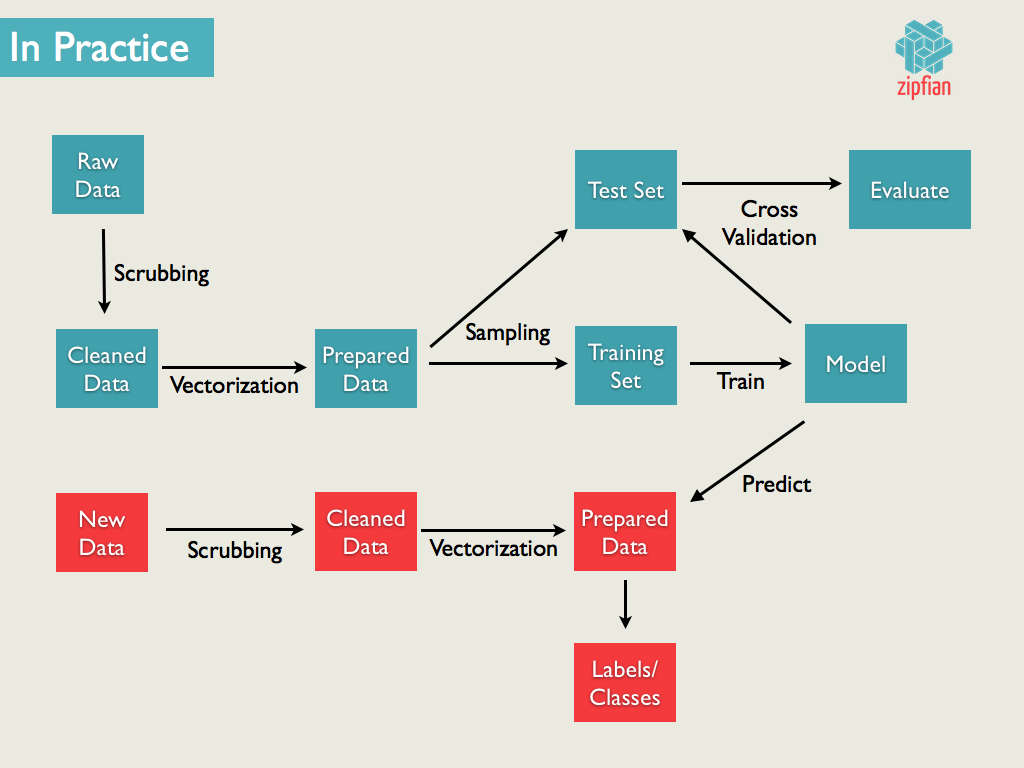 In Practice
zipfian
Raw
Data
Test Set
Evaluate
Cross
Validation
Scrubbing
Sampling
Cleaned
Data
Vectorization
Prepared
Data
Training
Set
Train
Model
Predict
New
Data
Scrubbing
Cleaned
Data
Vectorization
Prepared
Data
Labels/
Classes